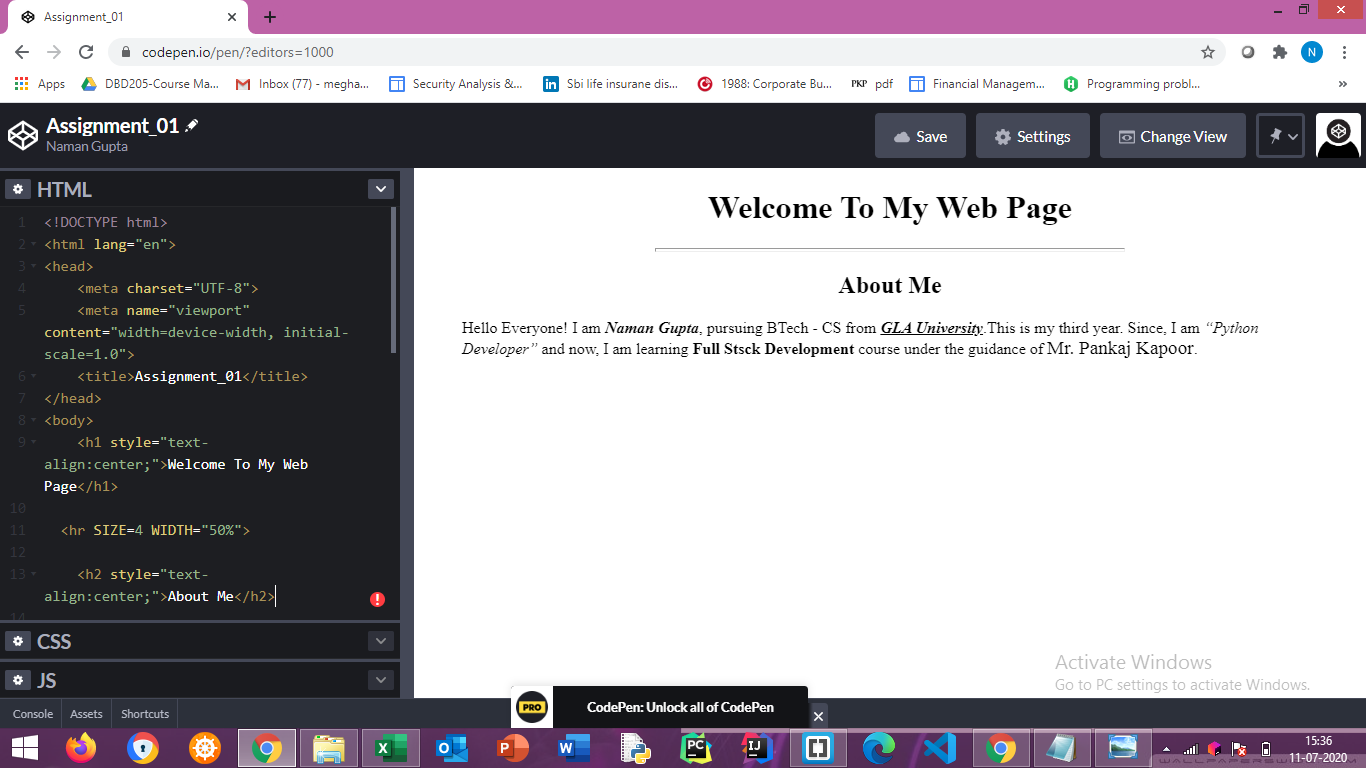 Assignment_01
codepen.io/pen/?editors=1000
N
Apps
DBD205-Course Ma...
Inbox (77) - megha...
Security Analysis &...
Sbi life insurane dis...
1988: Corporate Bu...
PKP pdf
Financial Managem...
Programming probl...
Assignment_01
Naman Gupta
Save
Settings
Change View
HTML
1 <!DOCTYPE html>
2 <html lang="en">
3 <head>
4 <meta charset="UTF-8">
5 <meta name="viewport"
content="width=device-width, initial-
scale=1.0">
6 <title>Assignment_01</title>
7 </head>
8 <body>
9 <h1 style="text-
align:center;">Welcome To My Web
Page</h1>
10
11 <hr SIZE=4 WIDTH="50%">
12
13 <h2 style="text-
align:center;">About Me</h2>
14
CSS
JS
Welcome To My Web Page
About Me
Hello Everyone! I am Naman Gupta, pursuing BTech - CS from GLA University.This is my third year. Since, I am “Python
Developer” and now, I am learning Full Stsck Development course under the guidance of Mr. Pankaj Kapoor.
Activate Windows
Go to PC settings to activate Windows.
Console
Assets
Shortcuts
PRO
CodePen: Unlock all of CodePen
15:36
11-07-2020